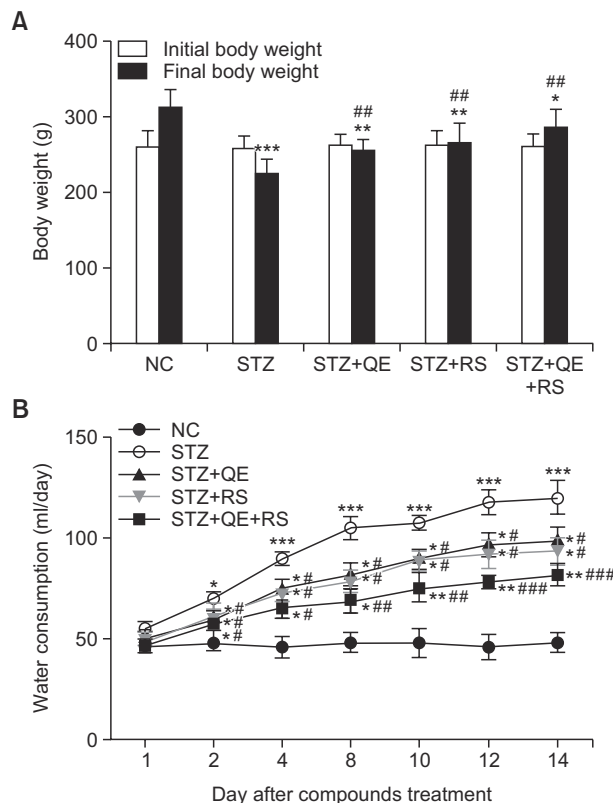 A
400
300
200
100
0
Body weight (g)
Initial body weight
Final body weight
***
##
**
##
**
##
*
NC STZ STZ+QE STZ+RS STZ+QE
+RS
B
150
100
50
0
Water consumption (ml/day)
NC
STZ
STZ+QE
STZ+RS
STZ+QE+RS
*
***
***
***
***
***
*#
*#
*#
*#
*#
*#
*#
*#
*##
*#
*#
**##
*#
*#
**###
*#
*#
**###
1 2 4 8 10 12 14
Day after compounds treatment